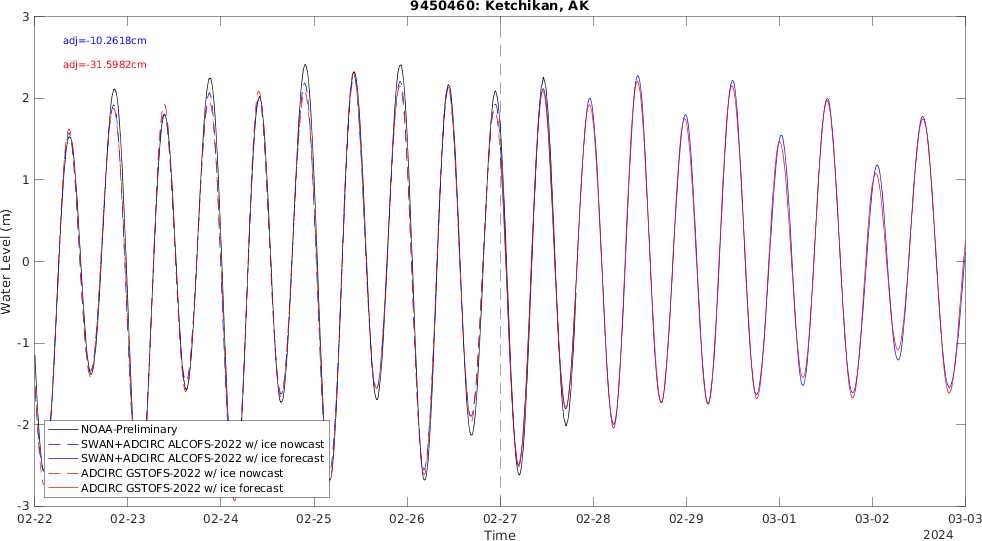 9450460: Ketchikan, AK
adj=-10.2618cm
adj=-31.5982cm
3
2
1
0
-1
-2
-3
Water Level (m)
NOAA-Preliminary
SWAN+ADCIRC ALCOFS-2022 w/ ice nowcast
SWAN+ADCIRC ALCOFS-2022 w/ ice forecast
ADCIRC GSTOFS-2022 w/ ice nowcast
ADCIRC GSTOFS-2022 w/ ice forecast
02-22 02-23 02-24 02-25 02-26 02-27 02-28 02-29 03-01 03-02 03-03
Time
2024